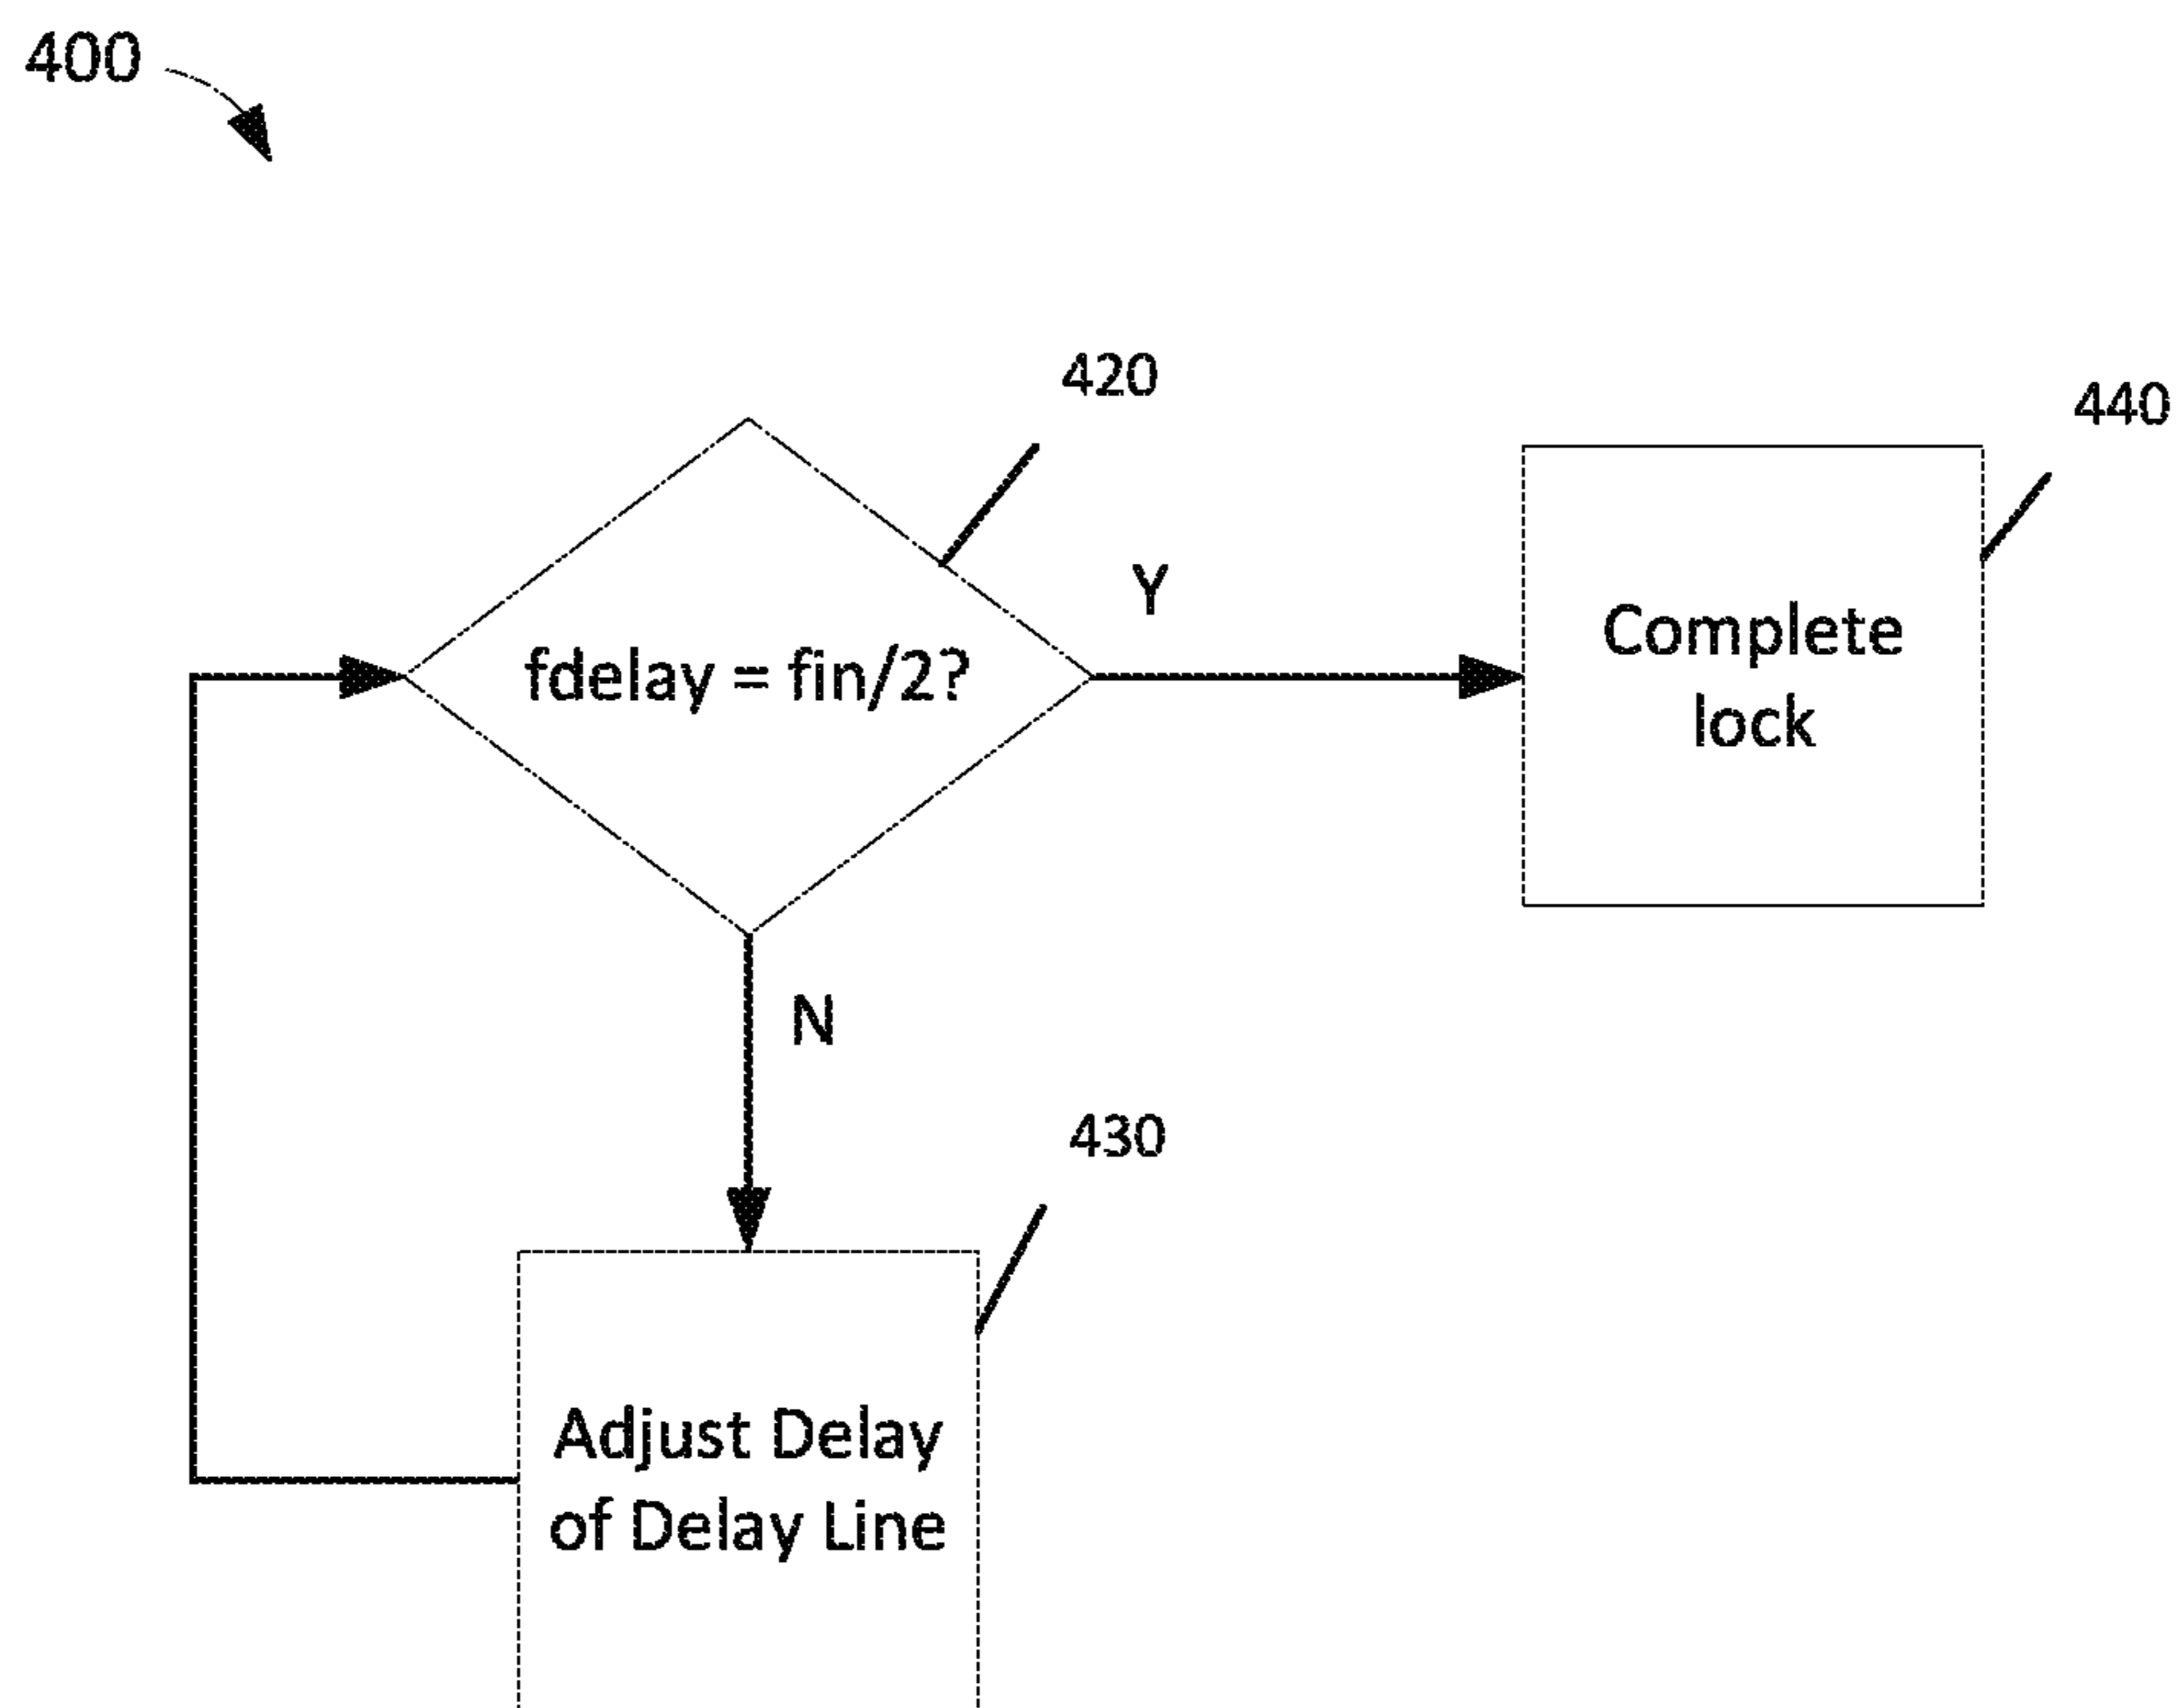 400
420
440
Y
fdelay = fin/2?
Complete
lock
N
430
Adjust Delay
of Delay Line